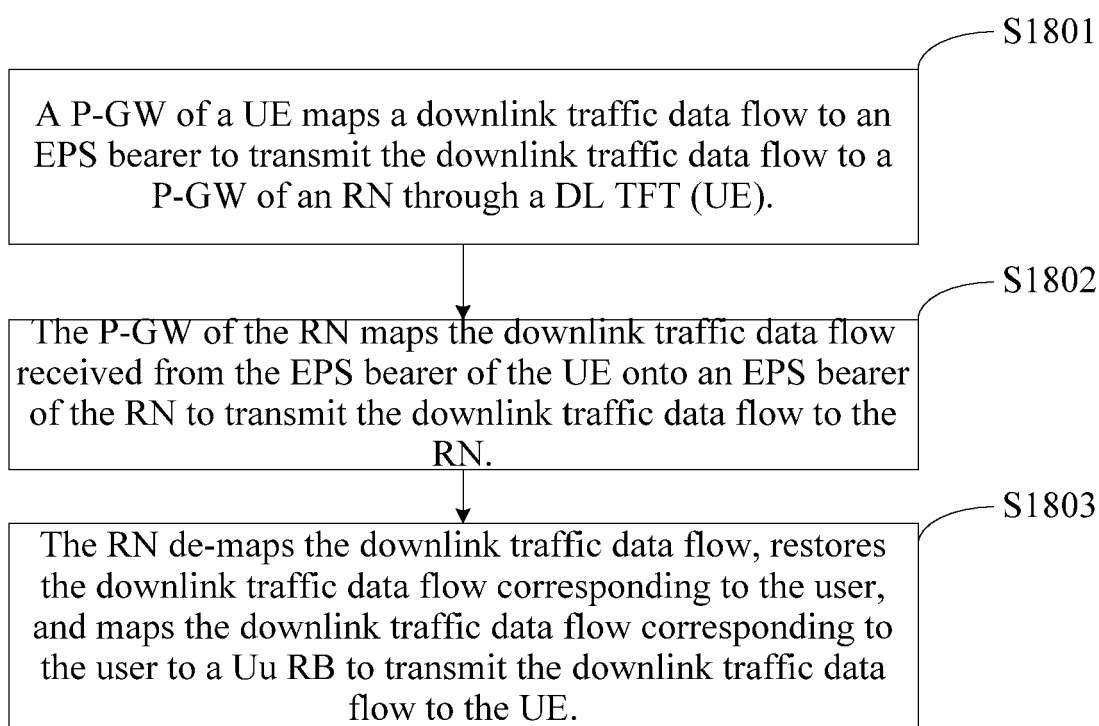 S1801
A P-GW of a UE maps a downlink traffic data flow to an
EPS bearer to transmit the downlink traffic data flow to a
P-GW of an RN through a DL TFT (UE).
S1802
The P-GW of the RN maps the downlink traffic data flow
received from the EPS bearer of the UE onto an EPS bearer
of the RN to transmit the downlink traffic data flow to the
RN.
S1803
The RN de-maps the downlink traffic data flow, restores
the downlink traffic data flow corresponding to the user,
and maps the downlink traffic data flow corresponding to
the user to a Uu RB to transmit the downlink traffic data
flow to the UE.